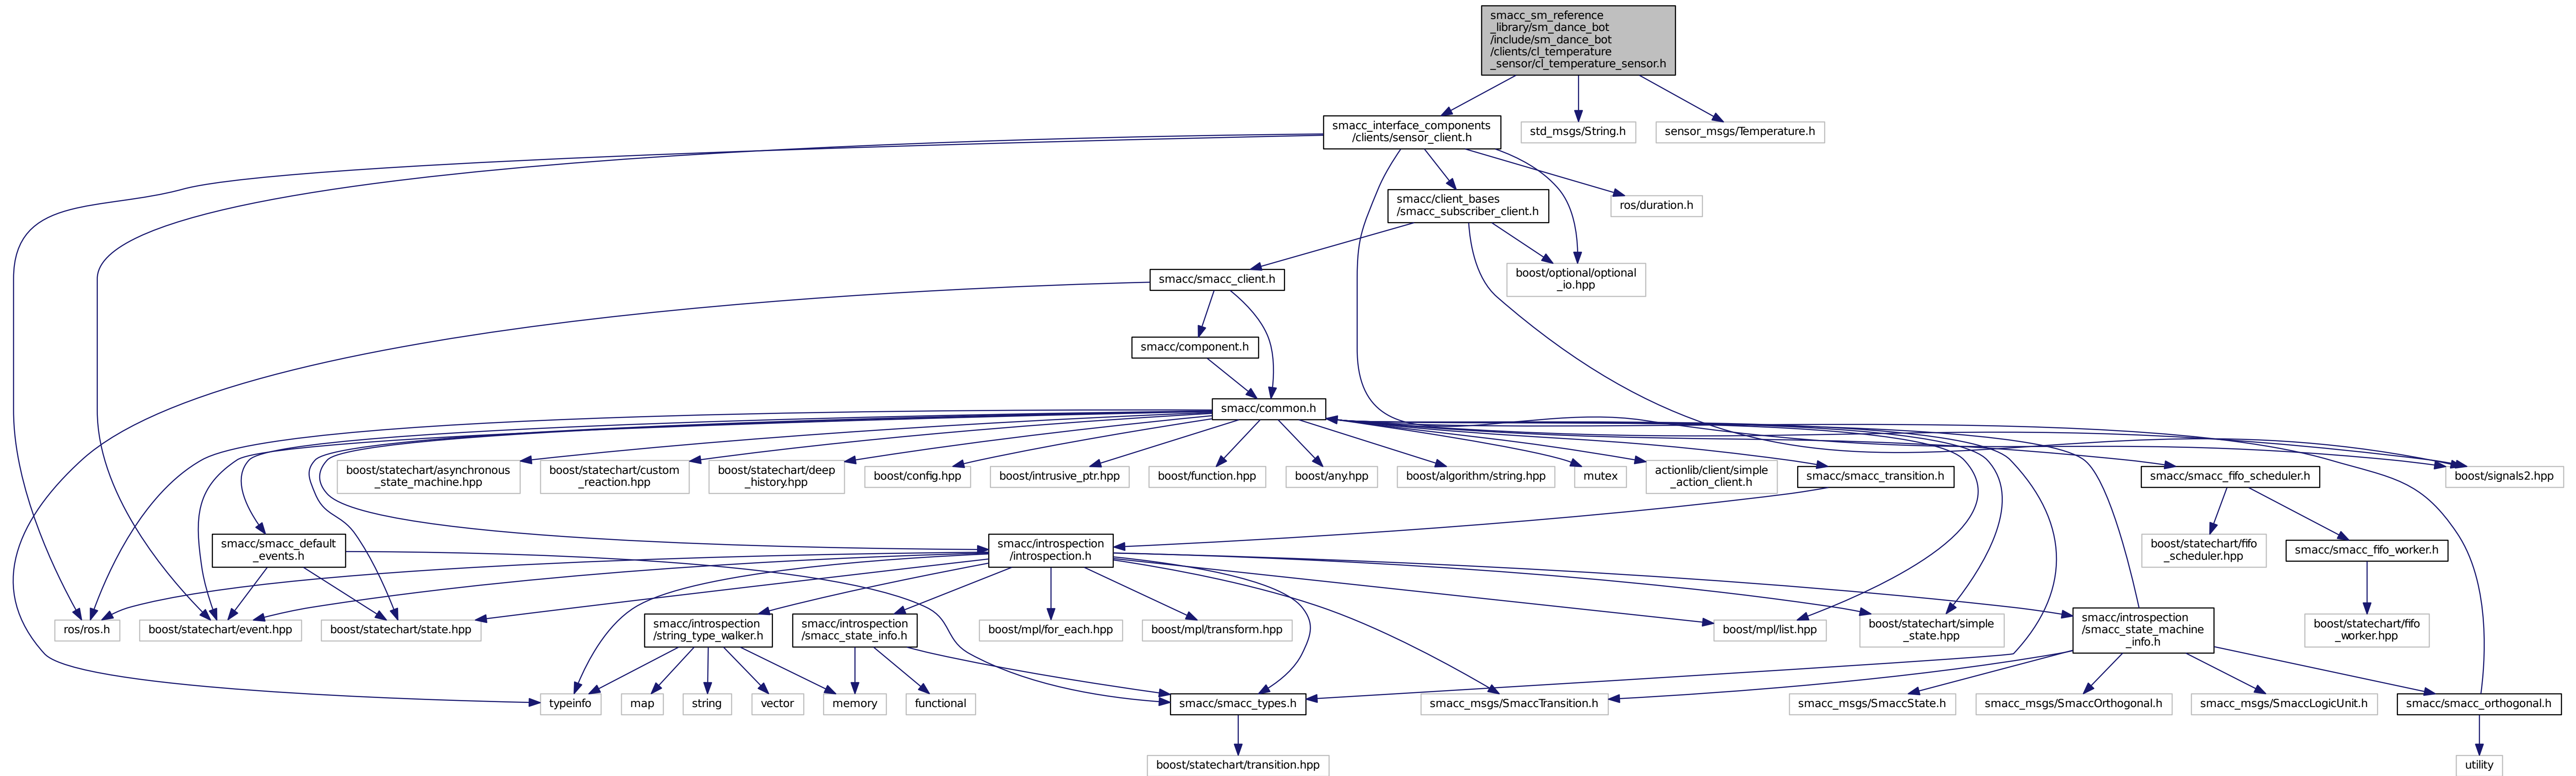 smacc_sm_reference
_library/sm_dance_bot
/include/sm_dance_bot
/clients/cl_temperature
_sensor/cl_temperature_sensor.h
smacc_interface_components
/clients/sensor_client.h
std_msgs/String.h
sensor_msgs/Temperature.h
smacc/client_bases
/smacc_subscriber_client.h
ros/duration.h
smacc/smacc_client.h
boost/optional/optional
_io.hpp
smacc/component.h
smacc/common.h
boost/statechart/asynchronous
_state_machine.hpp
boost/statechart/custom
_reaction.hpp
boost/statechart/deep
_history.hpp
boost/config.hpp
boost/intrusive_ptr.hpp
boost/function.hpp
boost/any.hpp
boost/algorithm/string.hpp
mutex
actionlib/client/simple
_action_client.h
smacc/smacc_transition.h
smacc/smacc_fifo_scheduler.h
boost/signals2.hpp
smacc/smacc_default
_events.h
smacc/introspection
/introspection.h
boost/statechart/fifo
_scheduler.hpp
smacc/smacc_fifo_worker.h
ros/ros.h
boost/statechart/event.hpp
boost/statechart/state.hpp
smacc/introspection
/string_type_walker.h
smacc/introspection
/smacc_state_info.h
boost/mpl/for_each.hpp
boost/mpl/transform.hpp
boost/mpl/list.hpp
boost/statechart/simple
_state.hpp
smacc/introspection
/smacc_state_machine
_info.h
boost/statechart/fifo
_worker.hpp
typeinfo
map
string
vector
memory
functional
smacc/smacc_types.h
smacc_msgs/SmaccTransition.h
smacc_msgs/SmaccState.h
smacc_msgs/SmaccOrthogonal.h
smacc_msgs/SmaccLogicUnit.h
smacc/smacc_orthogonal.h
boost/statechart/transition.hpp
utility